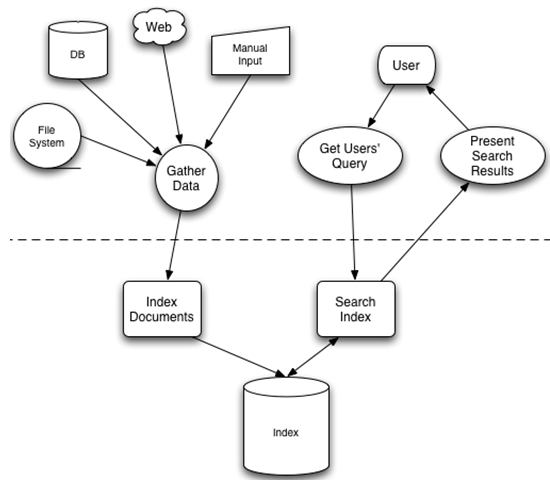 Web
DB
Manual
Input
File
System
Gather
Data
User
Get Users'
Query
Present
Search
Results
Index
Documents
Search
Index
Index